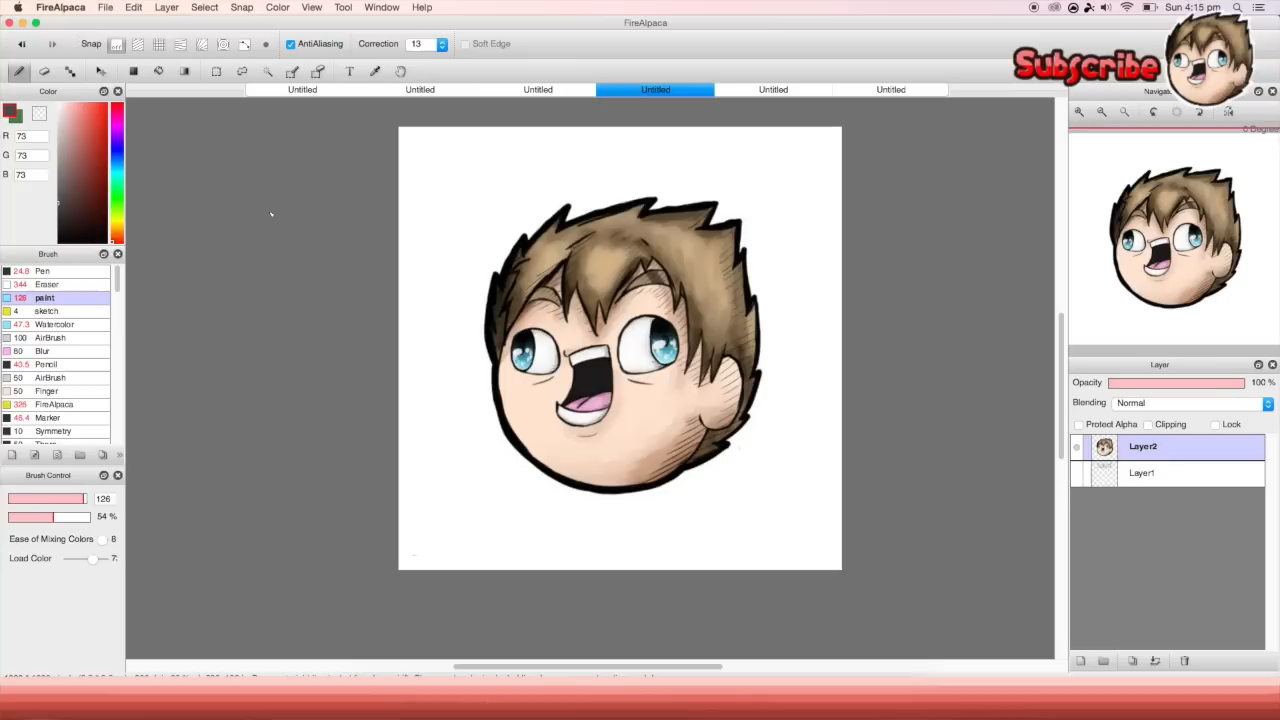 FireAlpaca File Edit Layer Select Snap Color View Tool Window Help Sun 4:15 pm
FireAlpaca
Snap off AntiAliasing Correction 13 Soft Edge
Subscribe
Color Untitled Untitled Untitled Untitled Untitled Untitled
R 73
G 73
B 73
0 Degree
Brush
24.8 Pen
344 Eraser
126 paint
4 sketch
47.3 Watercolor
100 AirBrush
80 Blur
40.5 Pencil
50 AirBrush
50 Finger
326 FireAlpaca
45.4 Marker
10 Symmetry
Brush Control
126
54 %
Ease of Mixing Colors 8
Load Color
Layer
Opacity 100 %
Blending Normal
Protect Alpha Clipping Lock
Layer2
Layer1